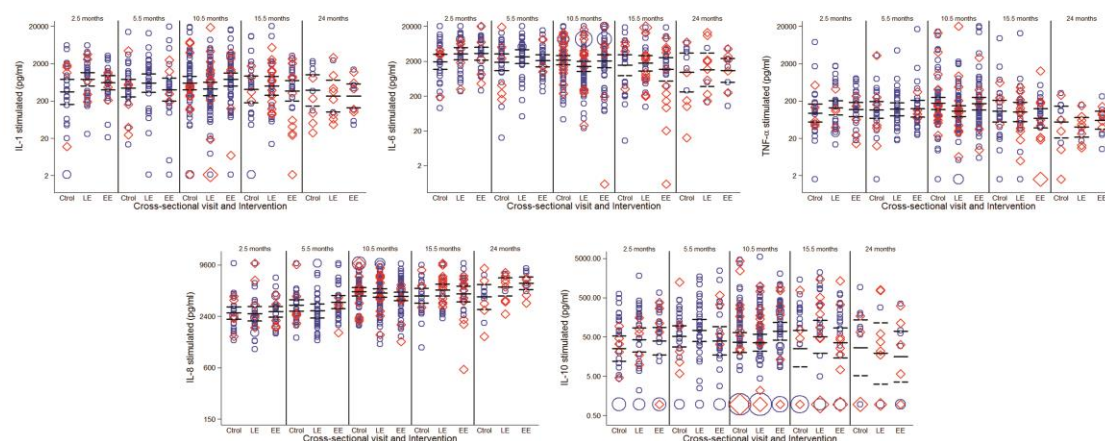 2.5 months 5.5 months 10.5 months 15.5 months 24 months
IL-1 stimulated (pg/ml)
20000
2000
200
20
2
Ctrol LE EE Ctrol LE EE Ctrol LE EE Ctrol LE EE Ctrol LE EE
Cross-sectional visit and Intervention
2.5 months 5.5 months 10.5 months 15.5 months 24 months
IL-6 stimulated (pg/ml)
20000
2000
200
20
2
Ctrol LE EE Ctrol LE EE Ctrol LE EE Ctrol LE EE Ctrol LE EE
Cross-sectional visit and Intervention
2.5 months 5.5 months 10.5 months 15.5 months 24 months
TNF-α stimulated (pg/ml)
20000
2000
200
20
2
Ctrol LE EE Ctrol LE EE Ctrol LE EE Ctrol LE EE Ctrol LE EE
Cross-sectional visit and Intervention
2.5 months 5.5 months 10.5 months 15.5 months 24 months
IL-8 stimulated (pg/ml)
9600
2400
600
150
Ctrol LE EE Ctrol LE EE Ctrol LE EE Ctrol LE EE Ctrol LE EE
Cross-sectional visit and Intervention
2.5 months 5.5 months 10.5 months 15.5 months 24 months
IL-10 stimulated (pg/ml)
5000.00
500.00
50.00
5.00
0.50
Ctrol LE EE Ctrol LE EE Ctrol LE EE Ctrol LE EE Ctrol LE EE
Cross-sectional visit and Intervention